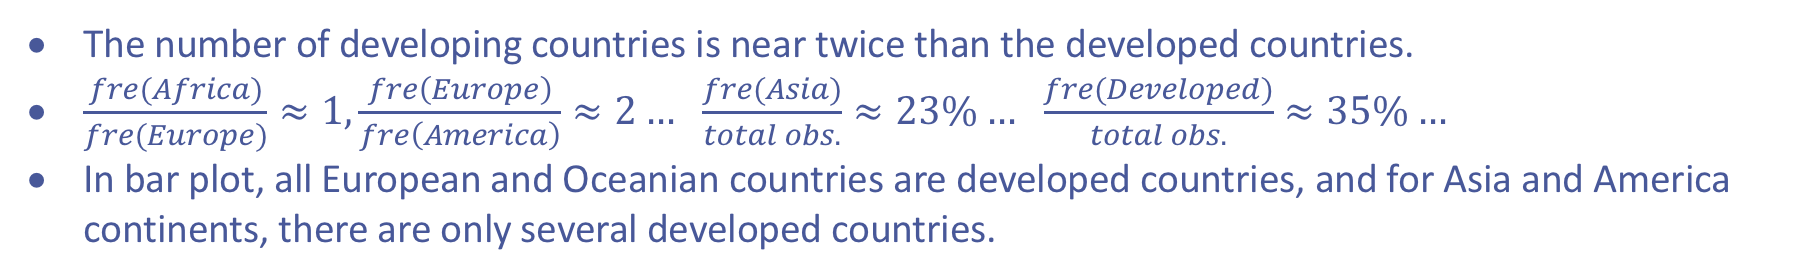 • The number of developing countries is near twice than the developed countries.
• fre(Africa)/fre(Europe) ≈ 1, fre(Europe)/fre(America) ≈ 2 … fre(Asia)/total obs. ≈ 23% … fre(Developed)/total obs. ≈ 35% …
• In bar plot, all European and Oceanian countries are developed countries, and for Asia and America
continents, there are only several developed countries.